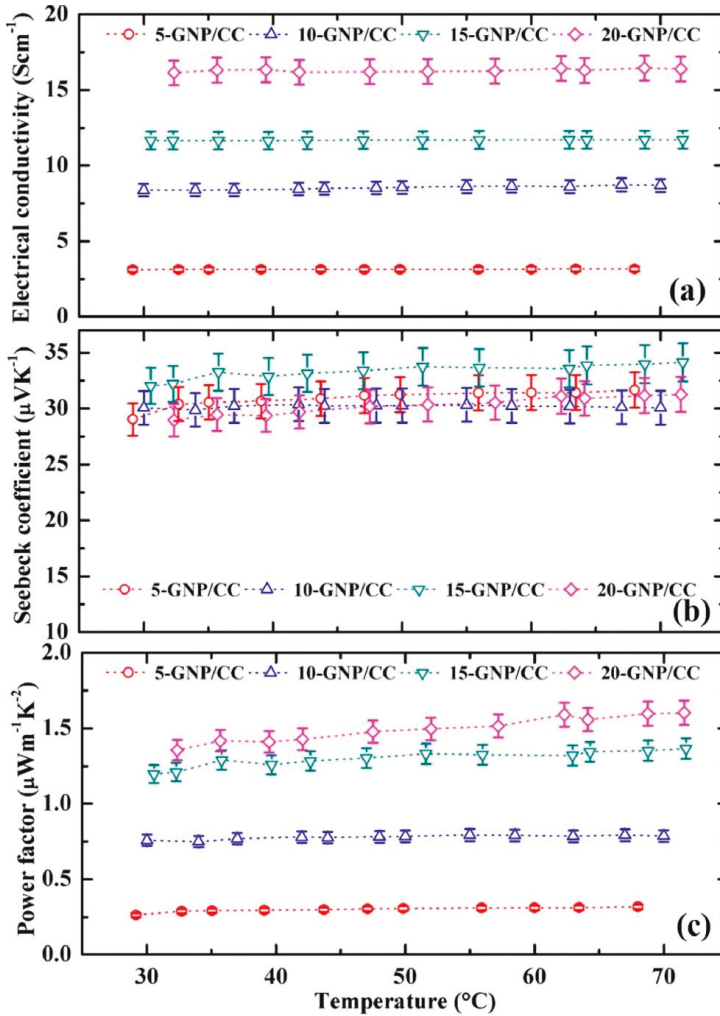 20
5-GNP/CC 10-GNP/CC 15-GNP/CC 20-GNP/CC
15
10
5
0
Electrical conductivity (Scm⁻¹)
(a)
35
30
25
20
15
10
Seebeck coefficient (μVK⁻¹)
5-GNP/CC 10-GNP/CC 15-GNP/CC 20-GNP/CC
(b)
2.0
5-GNP/CC 10-GNP/CC 15-GNP/CC 20-GNP/CC
1.5
1.0
0.5
0.0
Power factor (μWm⁻¹K⁻²)
(c)
30 40 50 60 70
Temperature (°C)